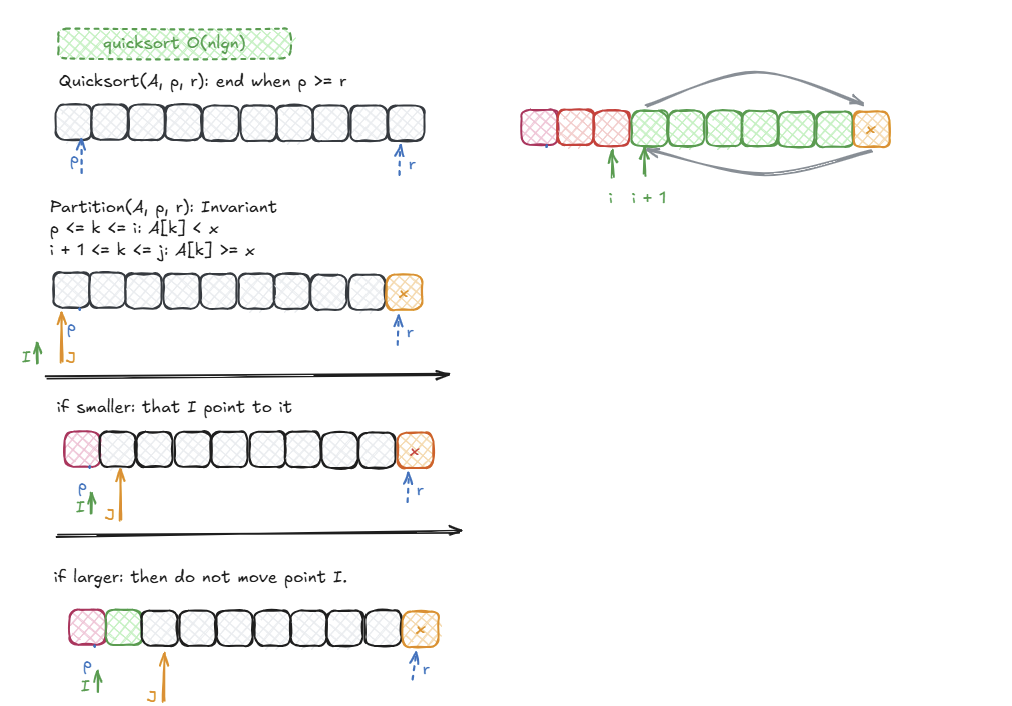 quicksort O(nlgn)
Quicksort(A, p, r): end when p >= r
p
r
Partition(A, p, r): Invariant
p <= k <= i: A[k] < x
i + 1 <= k <= j: A[k] >= x
x
p
r
I
J
if smaller: that I point to it
x
p
r
I
J
if larger: then do not move point I.
x
p
r
I
J
x
i
i + 1